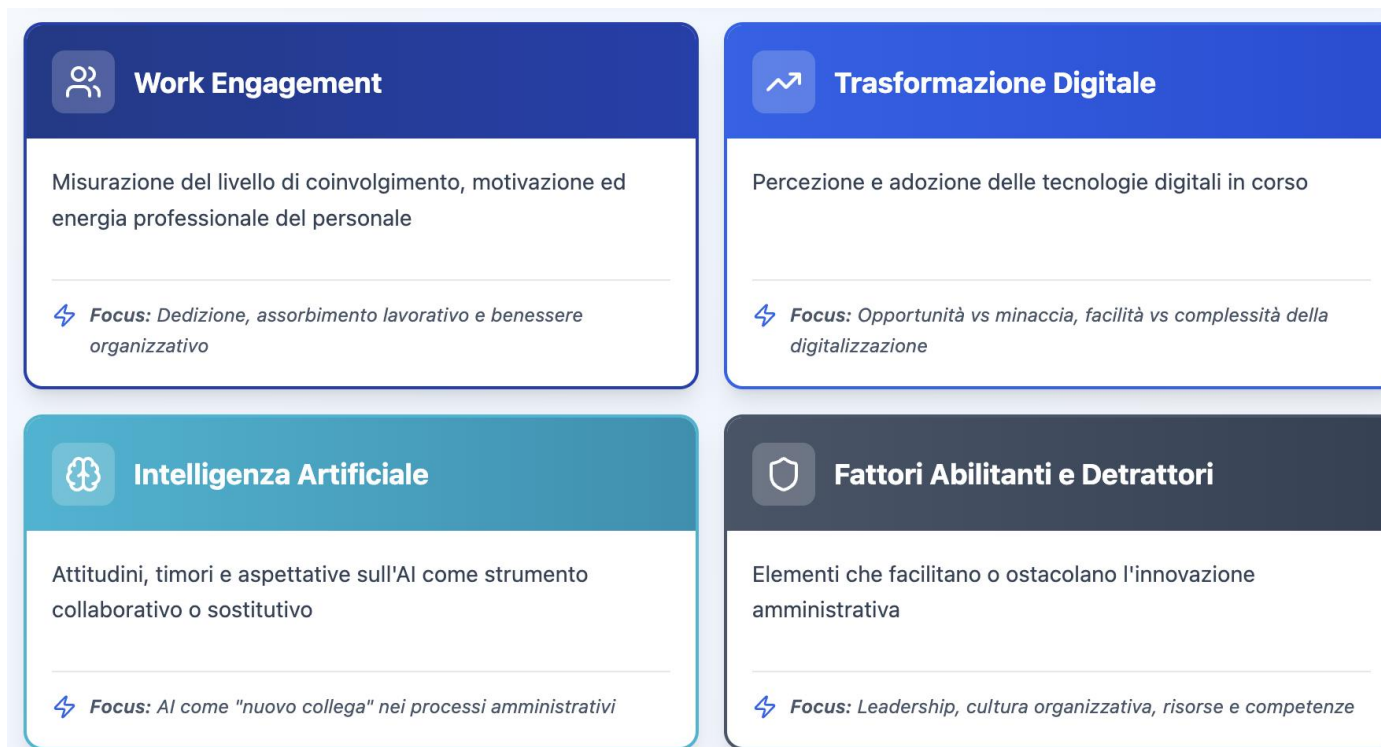 Work Engagement
Misurazione del livello di coinvolgimento, motivazione ed
energia professionale del personale
Focus: Dedizione, assorbimento lavorativo e benessere
organizzativo
Trasformazione Digitale
Percezione e adozione delle tecnologie digitali in corso
Focus: Opportunità vs minaccia, facilità vs complessità della
digitalizzazione
Intelligenza Artificiale
Attitudini, timori e aspettative sull'AI come strumento
collaborativo o sostitutivo
Focus: AI come "nuovo collega" nei processi amministrativi
Fattori Abilitanti e Detrattori
Elementi che facilitano o ostacolano l'innovazione
amministrativa
Focus: Leadership, cultura organizzativa, risorse e competenze